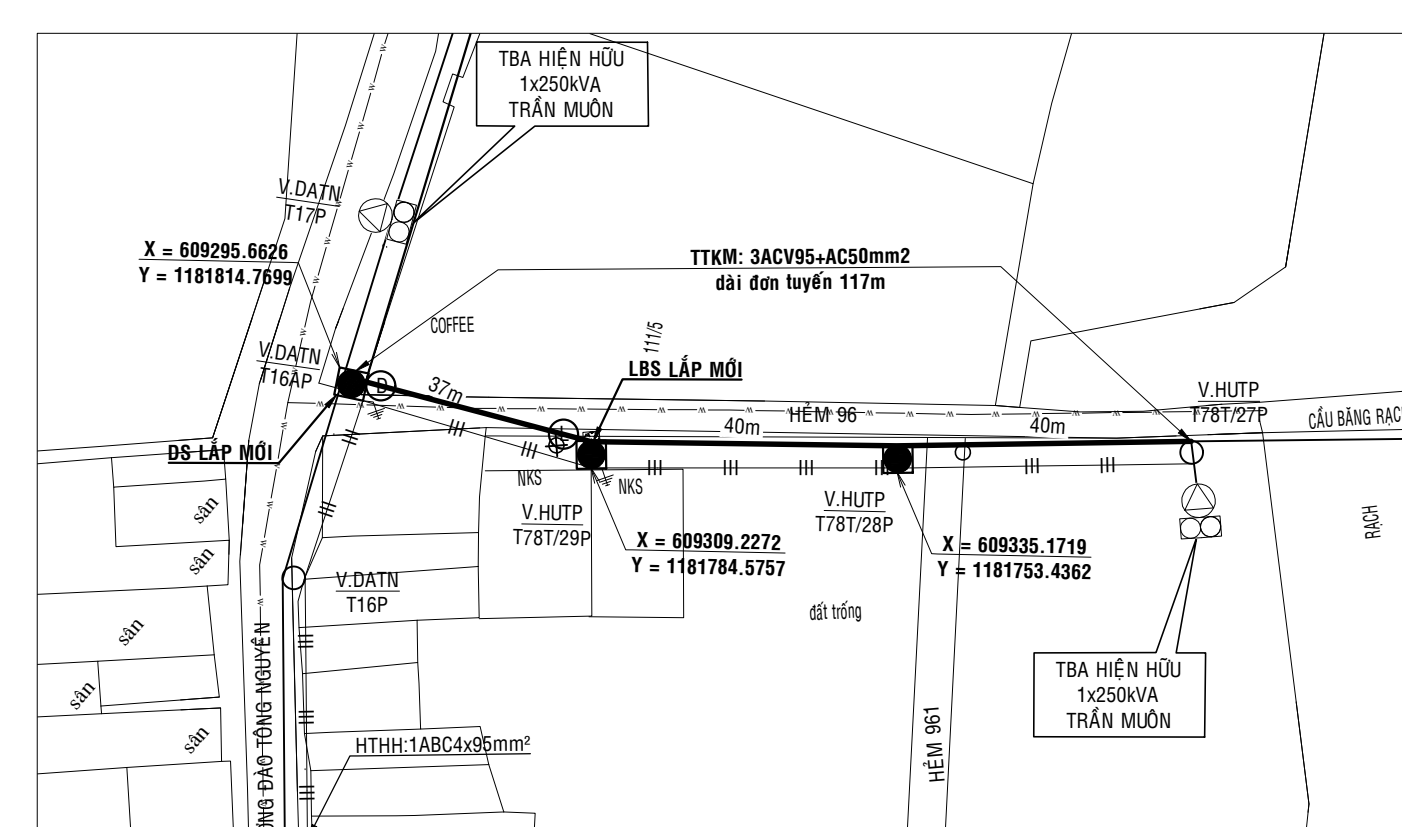 TBA HIỆN HỮU
1x250kVA
TRẦN MUÔN
V.DATN
T17P
X = 609295.6626
Y = 1181814.7699
TTKM: 3ACV95+AC50mm2
dài đơn tuyến 117m
COFFEE
111/5
V.DATN
T16AP
D
37m
LBS LẮP MỚI
V.HUTP
T78T/27P
HẺM 96
40m
40m
CẦU BĂNG RẠCH
DS LẮP MỚI
L
NKS
NKS
V.HUTP
T78T/29P
V.HUTP
T78T/28P
X = 609309.2272
Y = 1181784.5757
X = 609335.1719
Y = 1181753.4362
RẠCH
sân
sân
sân
sân
sân
V.DATN
T16P
đất trống
TBA HIỆN HỮU
1x250kVA
TRẦN MUÔN
HẺM 961
HTHH:1ABC4x95mm²
ĐÀO TÔNG NGUYÊN